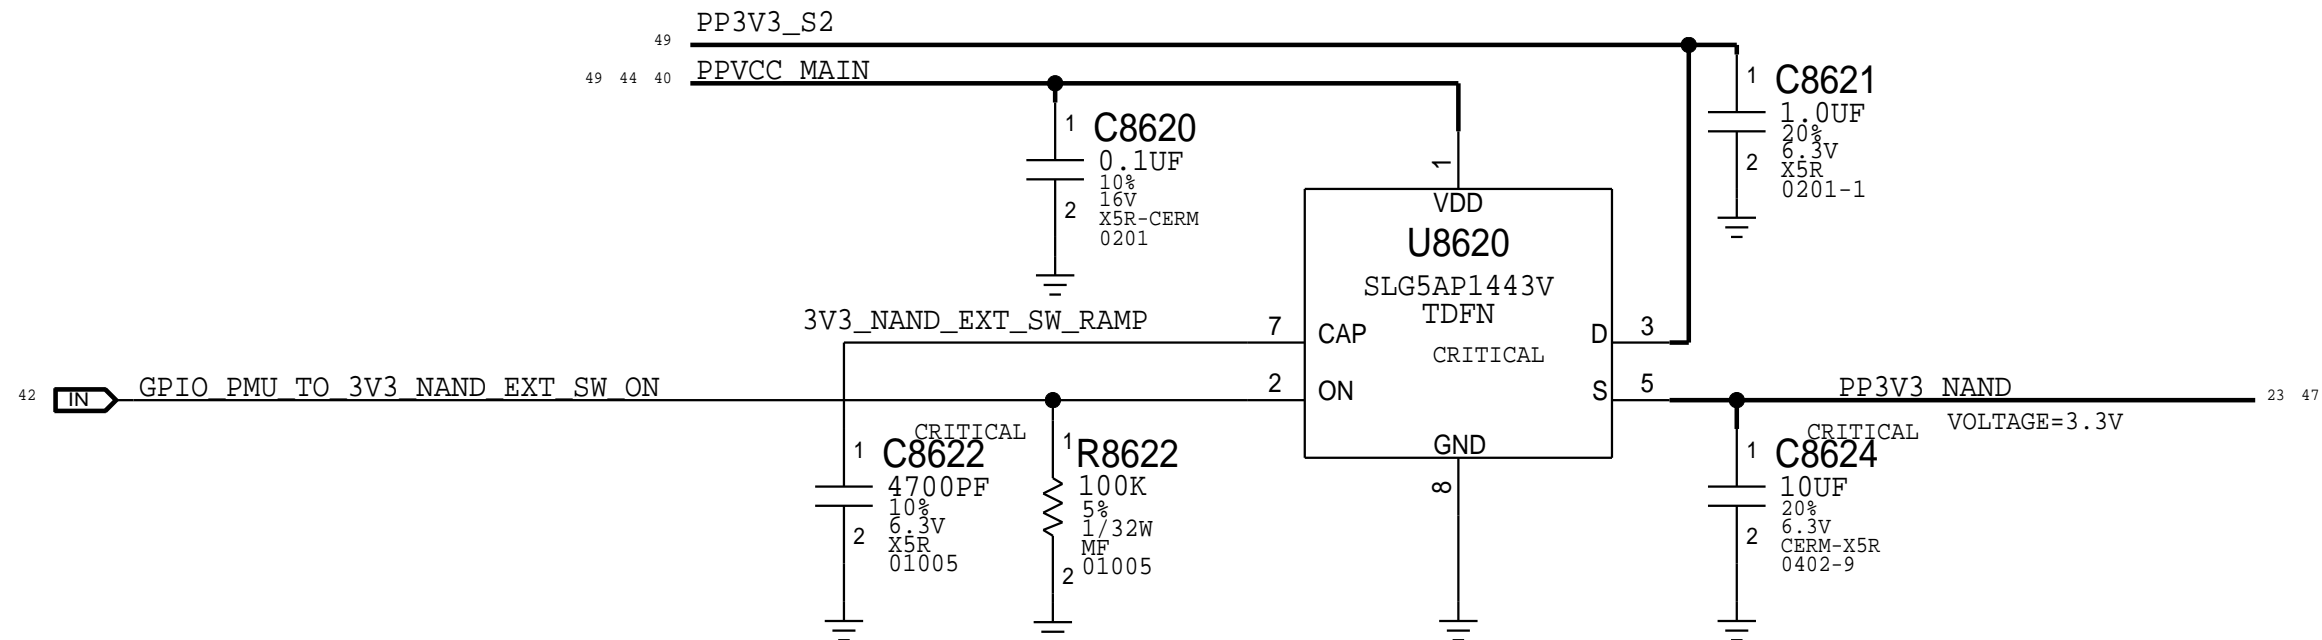 PP3V3_S2
49
49 44 40 PPVCC_MAIN
1 C8620
0.1UF
10%
16V
2 X5R-CERM
0201
1 C8621
1.0UF
20%
6.3V
2 X5R
0201-1
1
VDD
U8620
SLG5AP1443V
TDFN
CRITICAL
3V3_NAND_EXT_SW_RAMP
7 CAP
D 3
42 IN GPIO_PMU_TO_3V3_NAND_EXT_SW_ON
2 ON
S 5
PP3V3_NAND
23 47
VOLTAGE=3.3V
GND
8
CRITICAL
1 C8622
4700PF
10%
6.3V
2 X5R
01005
1 R8622
100K
5%
1/32W
MF
2 01005
CRITICAL
1 C8624
10UF
20%
6.3V
2 CERM-X5R
0402-9